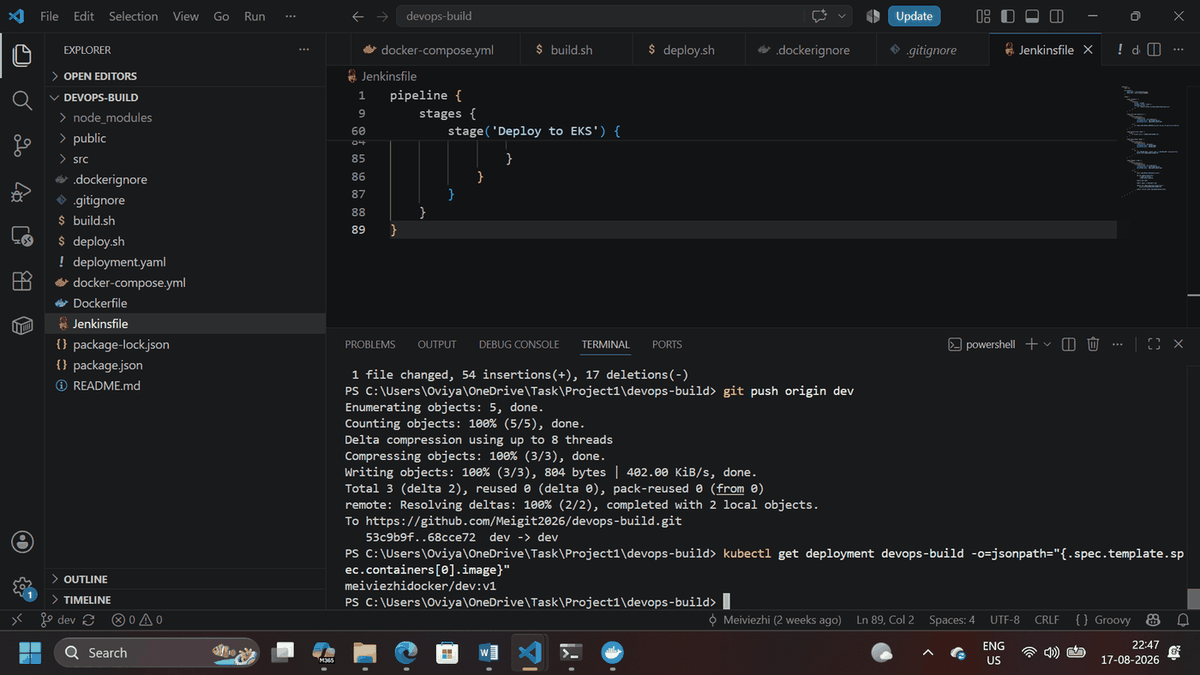 File Edit Selection View Go Run ··· devops-build Update
EXPLORER ···
OPEN EDITORS
DEVOPS-BUILD
node_modules
public
src
.dockerignore
.gitignore
$ build.sh
$ deploy.sh
! deployment.yaml
docker-compose.yml
Dockerfile
Jenkinsfile
{} package-lock.json
{} package.json
README.md
OUTLINE
TIMELINE
docker-compose.yml $ build.sh $ deploy.sh .dockerignore .gitignore Jenkinsfile ! d
Jenkinsfile
1 pipeline {
9 stages {
60 stage('Deploy to EKS') {
85 }
86 }
87 }
88 }
89 }
PROBLEMS OUTPUT DEBUG CONSOLE TERMINAL PORTS powershell
1 file changed, 54 insertions(+), 17 deletions(-)
PS C:\Users\Oviya\OneDrive\Task\Project1\devops-build> git push origin dev
Enumerating objects: 5, done.
Counting objects: 100% (5/5), done.
Delta compression using up to 8 threads
Compressing objects: 100% (3/3), done.
Writing objects: 100% (3/3), 804 bytes | 402.00 KiB/s, done.
Total 3 (delta 2), reused 0 (delta 0), pack-reused 0 (from 0)
remote: Resolving deltas: 100% (2/2), completed with 2 local objects.
To https://github.com/Meigit2026/devops-build.git
53c9b9f..68cce72 dev -> dev
PS C:\Users\Oviya\OneDrive\Task\Project1\devops-build> kubectl get deployment devops-build -o=jsonpath="{.spec.template.sp
ec.containers[0].image}"
meiviezhidocker/dev:v1
PS C:\Users\Oviya\OneDrive\Task\Project1\devops-build>
1
dev 0 0 Meiviezhi (2 weeks ago) Ln 89, Col 2 Spaces: 4 UTF-8 CRLF {} Groovy
Search M365 ENG 22:47
US 17-08-2026